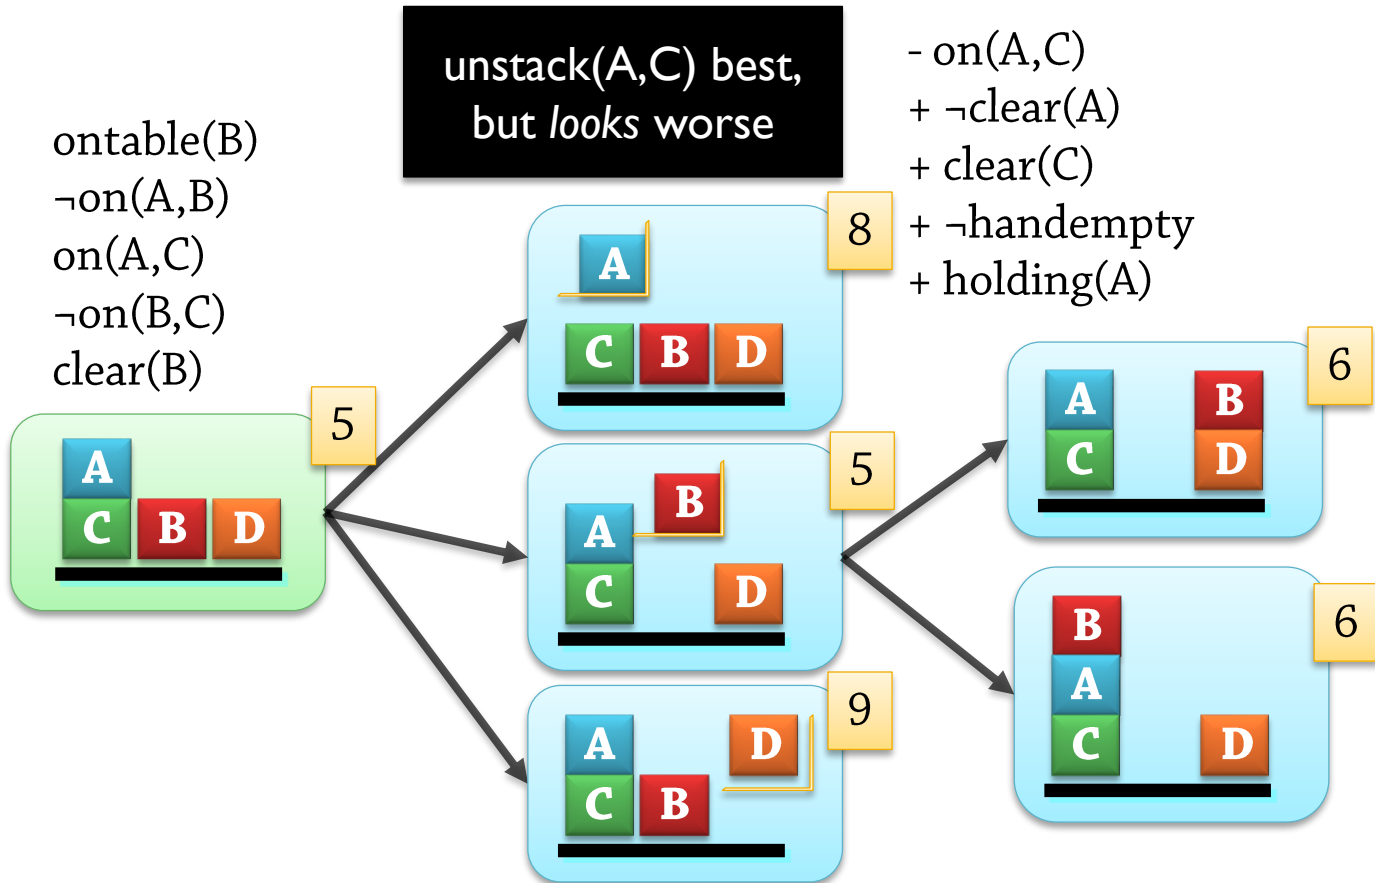 unstack(A,C) best,
but looks worse
- on(A,C)
+ ¬clear(A)
+ clear(C)
+ ¬handempty
+ holding(A)
ontable(B)
¬on(A,B)
on(A,C)
¬on(B,C)
clear(B)
5
A
C B D
8
A
C B D
5
B
A
C D
9
A D
C B
6
A B
C D
6
B
A
C D